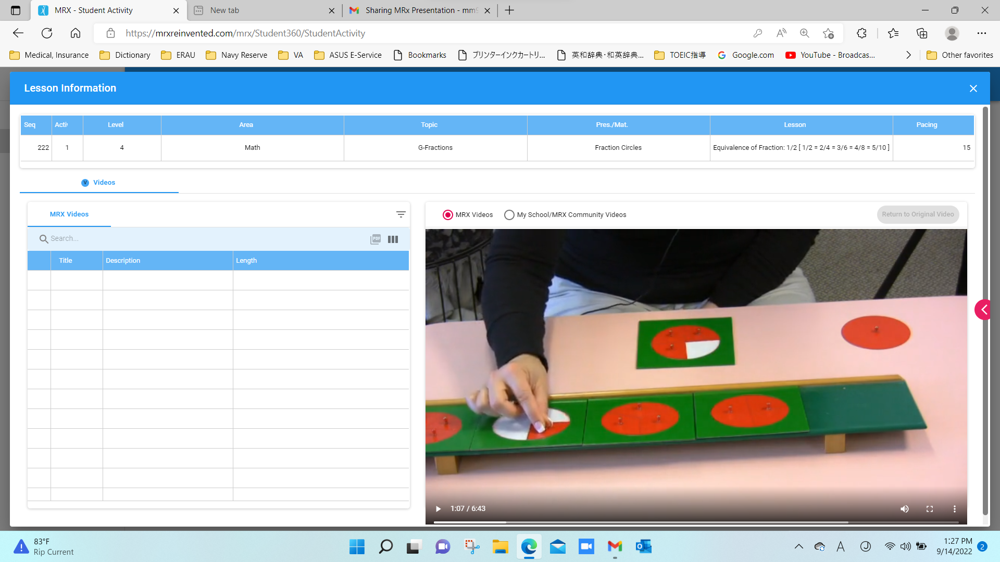 MRX - Student Activity
New tab
Sharing MRx Presentation - mm9
https://mrxreinvented.com/mrx/Student360/StudentActivity
Medical, Insurance
Dictionary
ERAU
Navy Reserve
VA
ASUS E-Service
Bookmarks
プリンターインクカートリ...
英和辞典・和英辞典...
TOEIC指導
Google.com
YouTube - Broadcas...
Other favorites
Lesson Information
Seq Activ Level Area Topic Pres./Mat. Lesson Pacing
222 1 4 Math G-Fractions Fraction Circles Equivalence of Fraction: 1/2 [ 1/2 = 2/4 = 3/6 = 4/8 = 5/10 ] 15
V Videos
MRX Videos
MRX Videos My School/MRX Community Videos Return to Original Video
Search...
PDF
Title Description Length
1:07 / 6:43
83°F
Rip Current
A
J
1:27 PM
9/14/2022
2